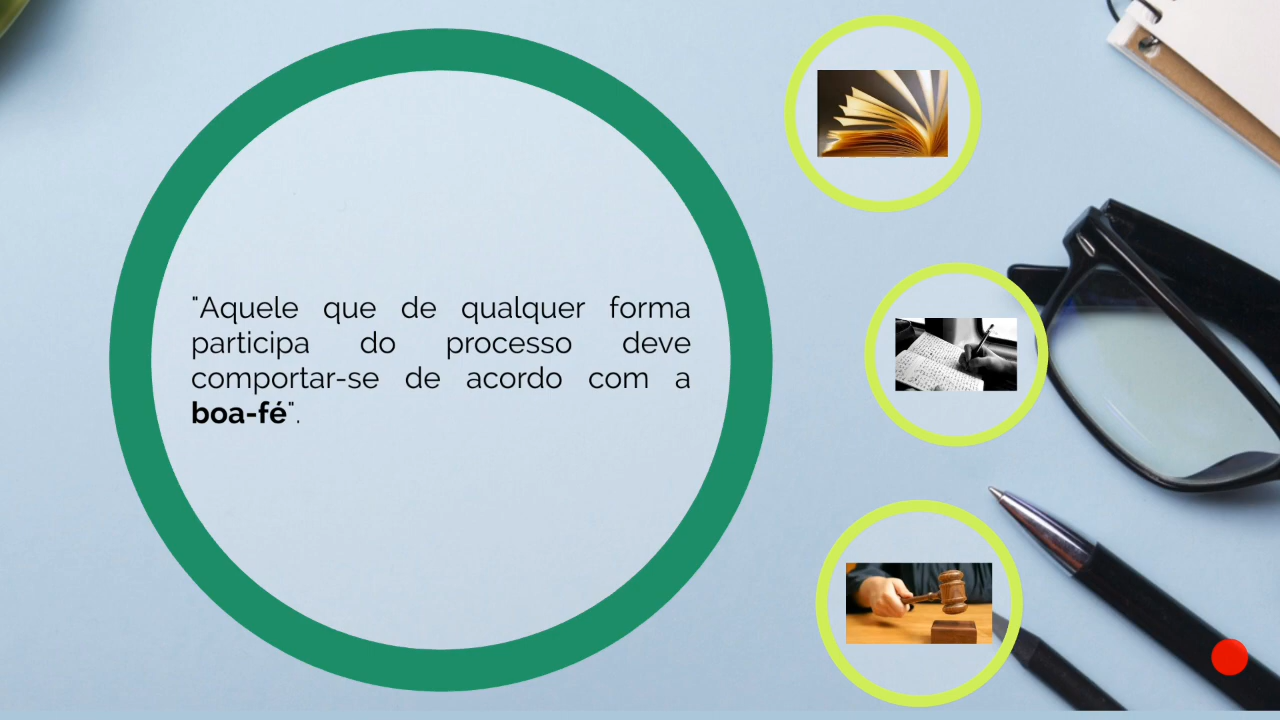 "Aquele que de qualquer forma
participa do processo deve
comportar-se de acordo com a
boa-fé".